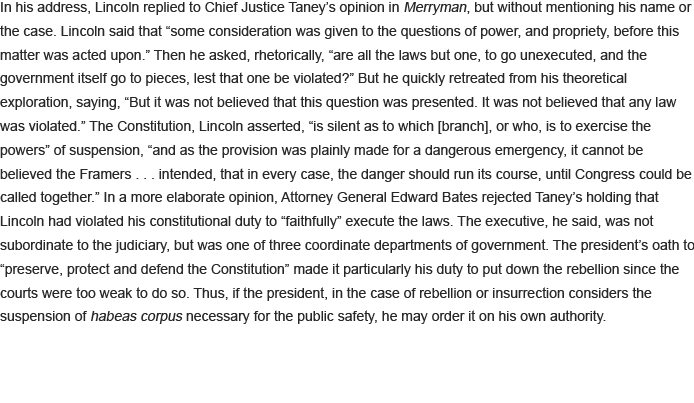 In his address, Lincoln replied to Chief Justice Taney’s opinion in Merryman, but without mentioning his name or
the case. Lincoln said that “some consideration was given to the questions of power, and propriety, before this
matter was acted upon.” Then he asked, rhetorically, “are all the laws but one, to go unexecuted, and the
government itself go to pieces, lest that one be violated?” But he quickly retreated from his theoretical
exploration, saying, “But it was not believed that this question was presented. It was not believed that any law
was violated.” The Constitution, Lincoln asserted, “is silent as to which [branch], or who, is to exercise the
powers” of suspension, “and as the provision was plainly made for a dangerous emergency, it cannot be
believed the Framers . . . intended, that in every case, the danger should run its course, until Congress could be
called together.” In a more elaborate opinion, Attorney General Edward Bates rejected Taney’s holding that
Lincoln had violated his constitutional duty to “faithfully” execute the laws. The executive, he said, was not
subordinate to the judiciary, but was one of three coordinate departments of government. The president’s oath to
“preserve, protect and defend the Constitution” made it particularly his duty to put down the rebellion since the
courts were too weak to do so. Thus, if the president, in the case of rebellion or insurrection considers the
suspension of habeas corpus necessary for the public safety, he may order it on his own authority.